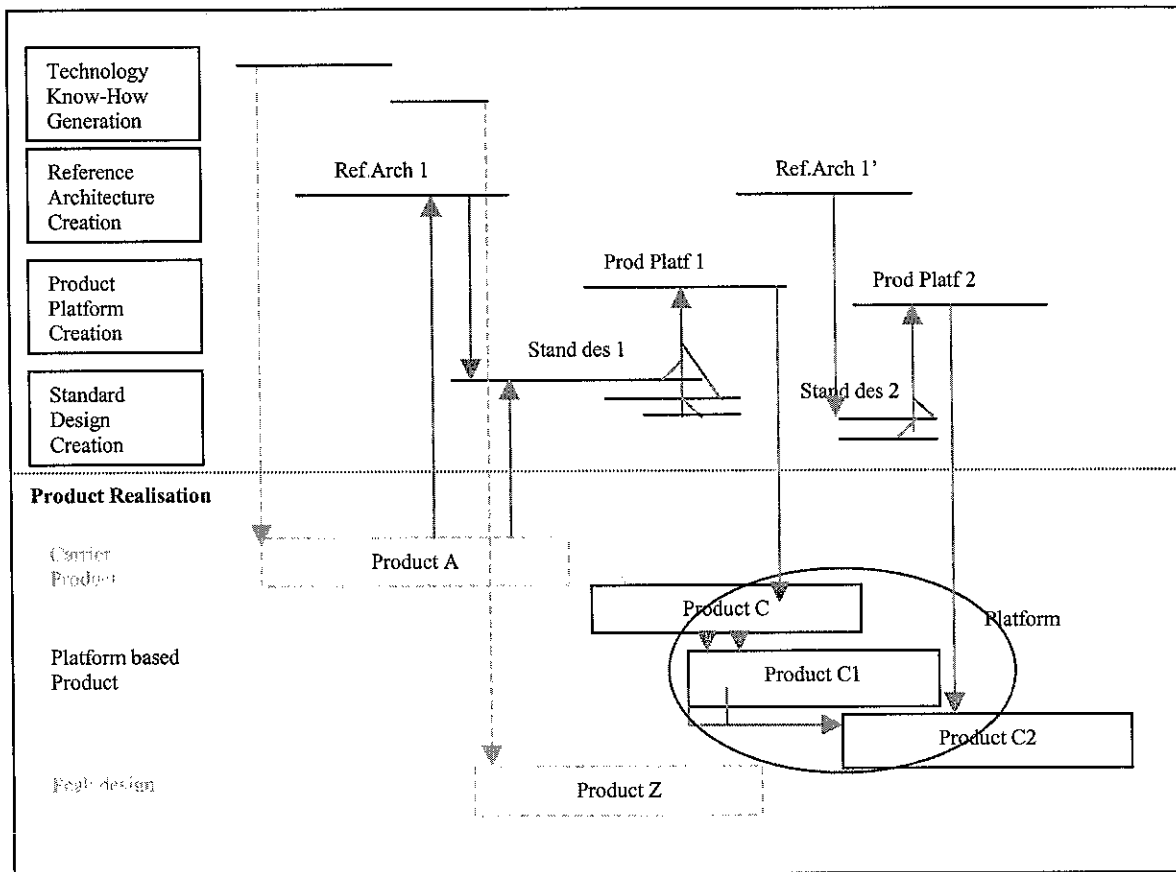 Technology
Know-How
Generation
Reference
Architecture
Creation
Ref.Arch 1
Ref.Arch 1’
Product
Platform
Creation
Prod Platf 1
Prod Platf 2
Standard
Design
Creation
Stand des 1
Stand des 2
Product Realisation
Carrier
Product
Product A
Product C
Platform
Platform based
Product
Product C1
Product C2
design
Product Z